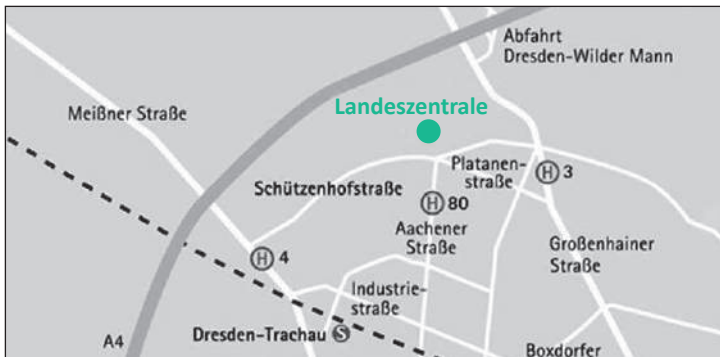 Abfahrt
Dresden-Wilder Mann
Meißner Straße
Landeszentrale
Platanen-
straße
H 3
Schützenhofstraße
H 80
Aachener
Straße
Großenhainer
Straße
H 4
Industrie-
straße
Dresden-Trachau S
A4
Boxdorfer